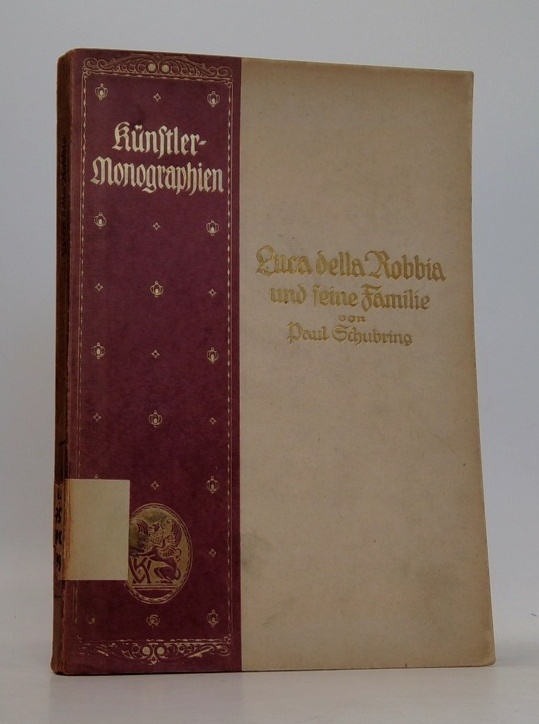 Künstler-
Monographien
Luca della Robbia
und seine Familie
von
Paul Schubring